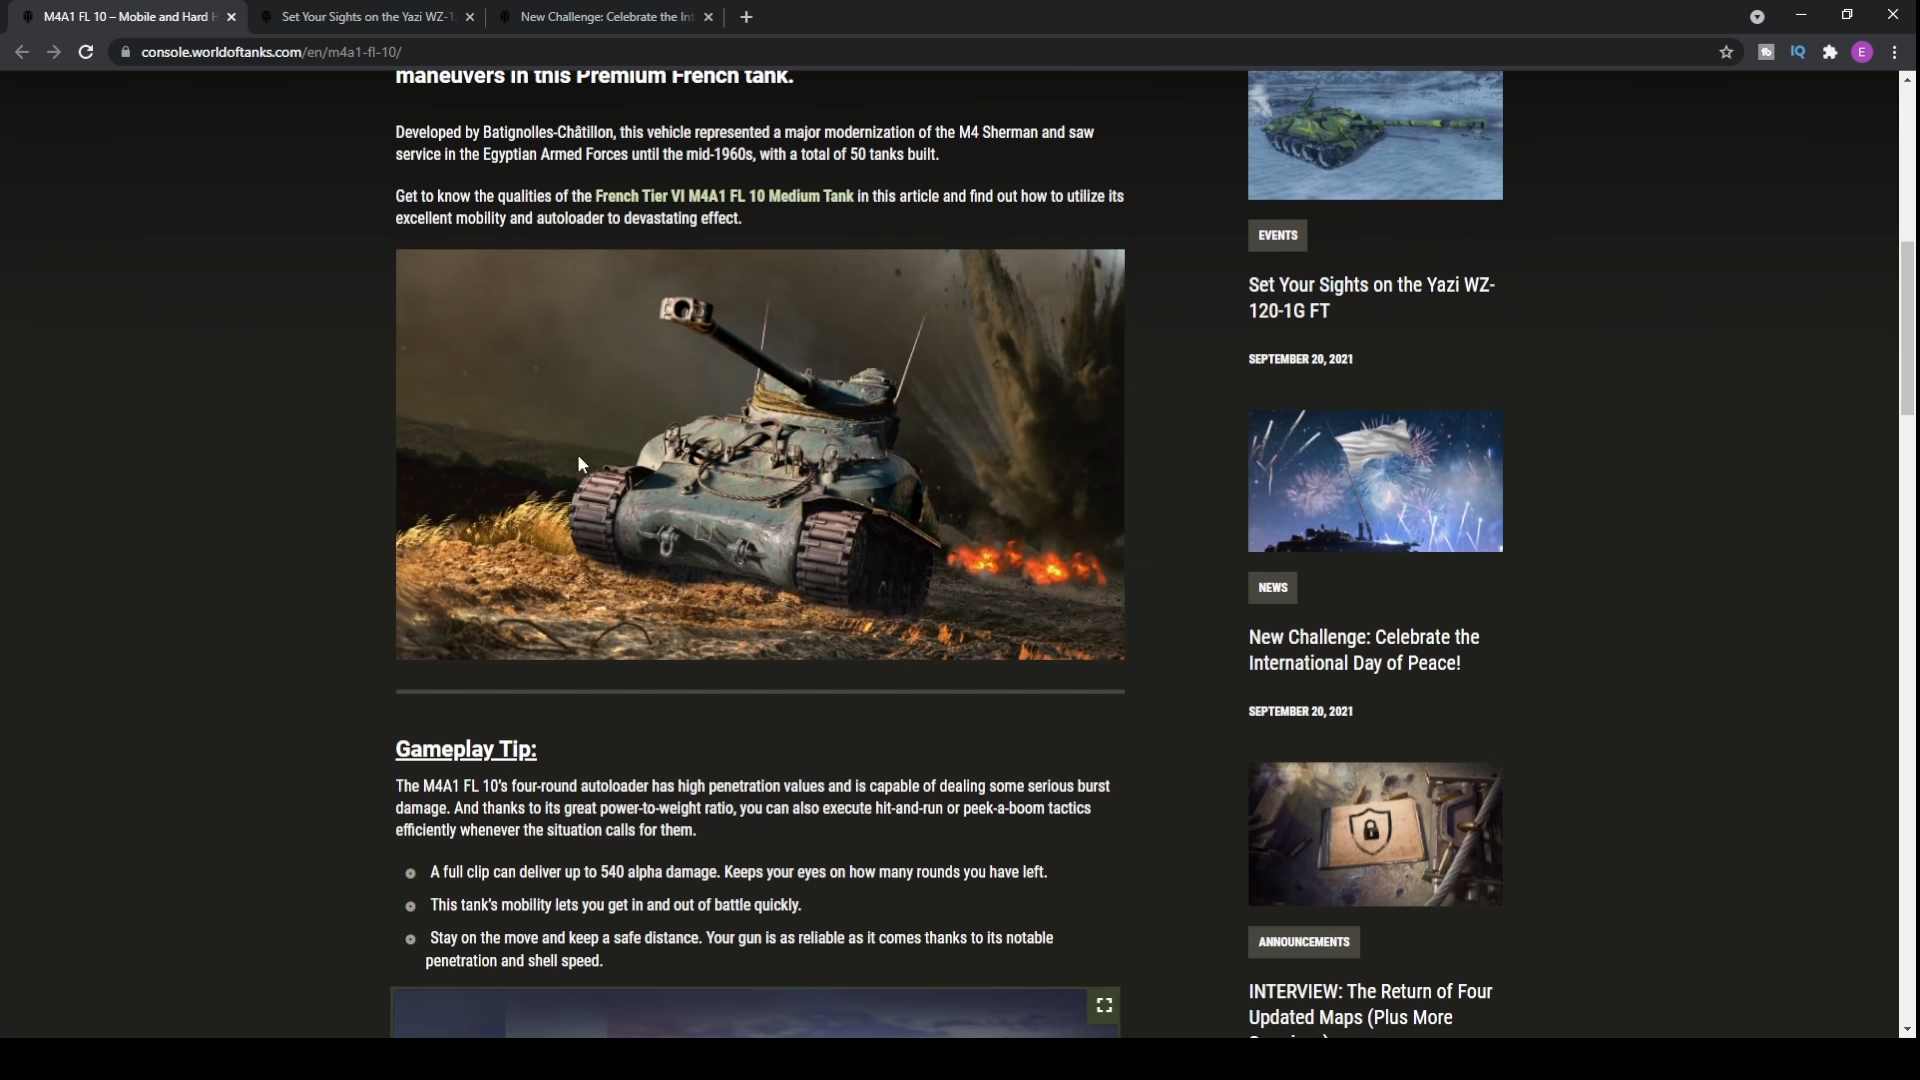 M4A1 FL 10 – Mobile and Hard H
Set Your Sights on the Yazi WZ-1
New Challenge: Celebrate the Int
console.worldoftanks.com/en/m4a1-fl-10/
IQ
E
maneuvers in this Premium French tank.
Developed by Batignolles-Châtillon, this vehicle represented a major modernization of the M4 Sherman and saw
service in the Egyptian Armed Forces until the mid-1960s, with a total of 50 tanks built.
Get to know the qualities of the French Tier VI M4A1 FL 10 Medium Tank in this article and find out how to utilize its
excellent mobility and autoloader to devastating effect.
Gameplay Tip:
The M4A1 FL 10's four-round autoloader has high penetration values and is capable of dealing some serious burst
damage. And thanks to its great power-to-weight ratio, you can also execute hit-and-run or peek-a-boom tactics
efficiently whenever the situation calls for them.
A full clip can deliver up to 540 alpha damage. Keeps your eyes on how many rounds you have left.
This tank's mobility lets you get in and out of battle quickly.
Stay on the move and keep a safe distance. Your gun is as reliable as it comes thanks to its notable
penetration and shell speed.
EVENTS
Set Your Sights on the Yazi WZ-
120-1G FT
SEPTEMBER 20, 2021
NEWS
New Challenge: Celebrate the
International Day of Peace!
SEPTEMBER 20, 2021
ANNOUNCEMENTS
INTERVIEW: The Return of Four
Updated Maps (Plus More